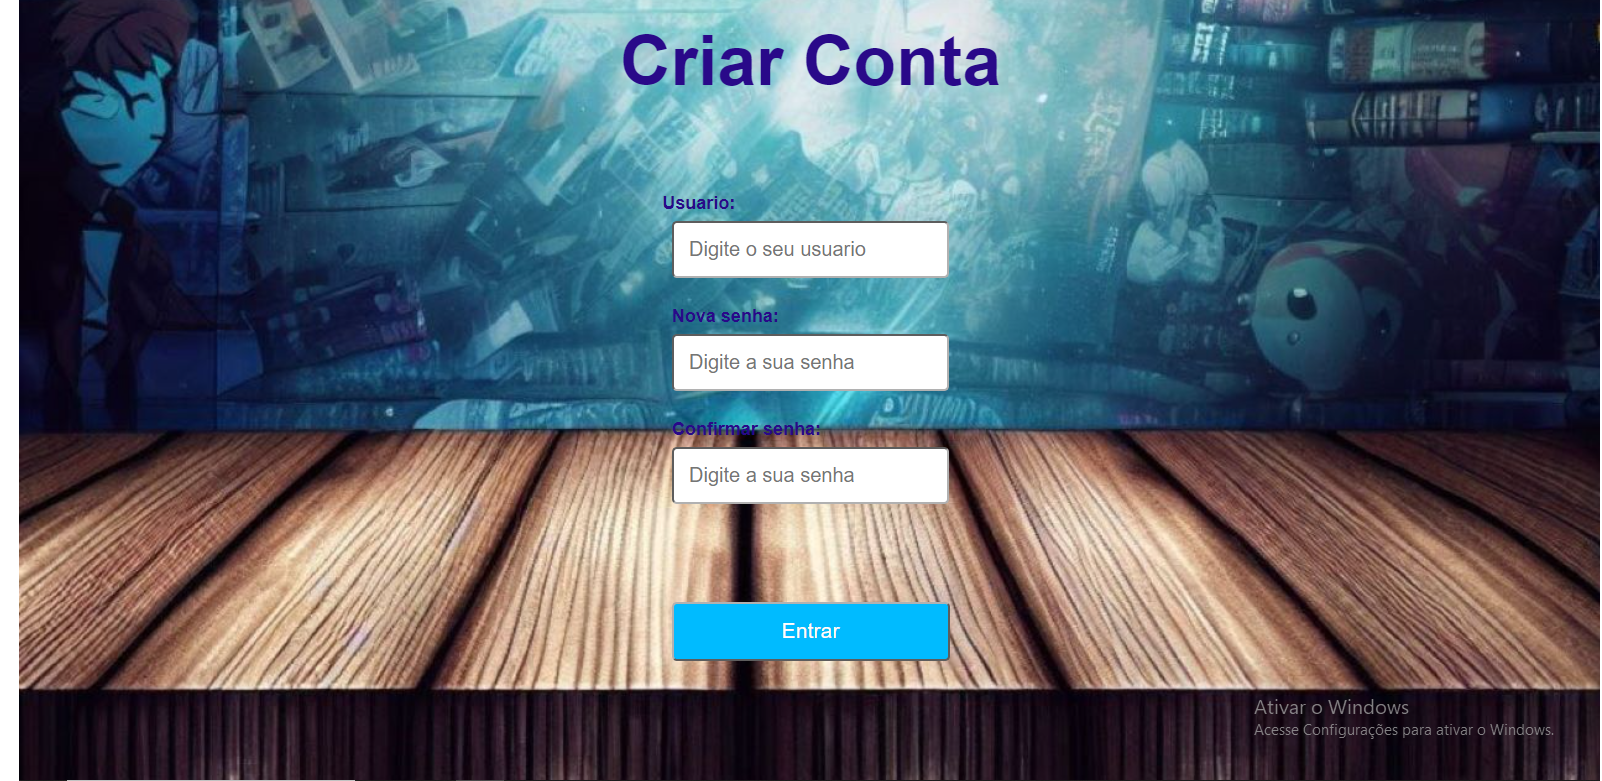 Criar Conta
Usuario:
Digite o seu usuario
Nova senha:
Digite a sua senha
Confirmar senha:
Digite a sua senha
Entrar
Ativar o Windows
Acesse Configurações para ativar o Windows.